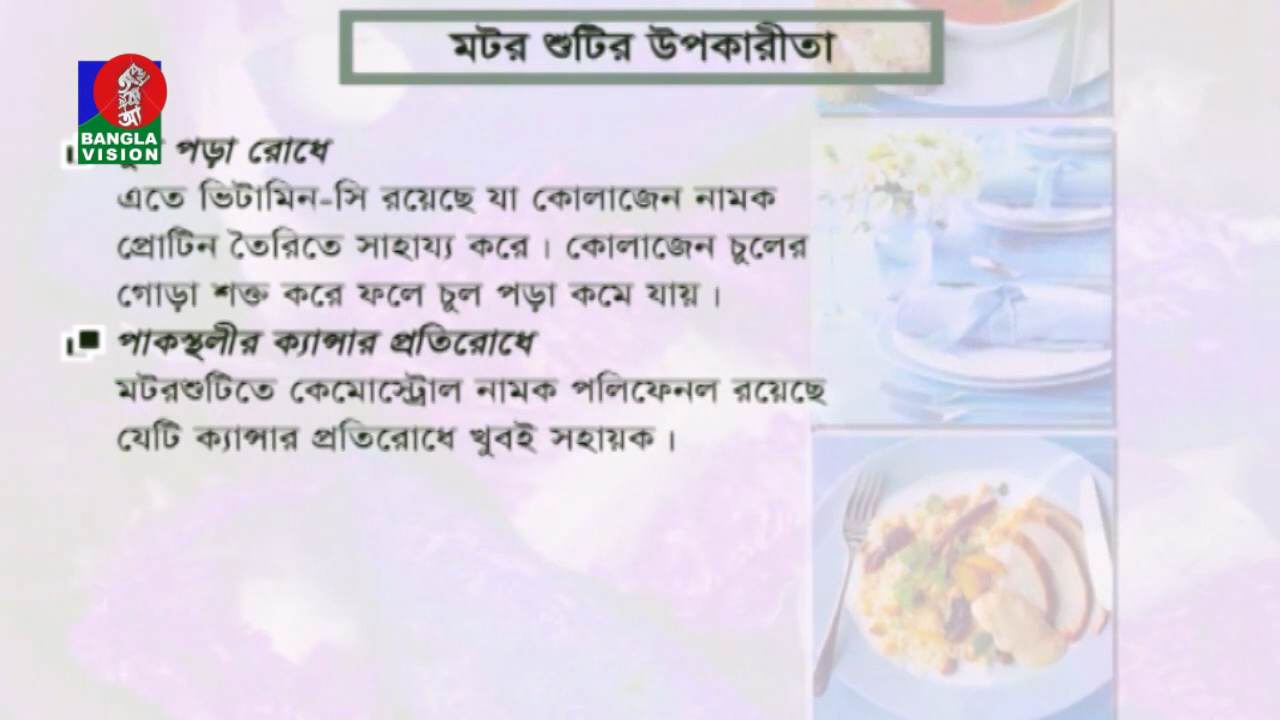 মটর শুটির উপকারীতা
BANGLA
VISION
পড়া রোধে
এতে ভিটামিন-সি রয়েছে যা কোলাজেন নামক
প্রোটিন তৈরিতে সাহায্য করে। কোলাজেন চুলের
গোড়া শক্ত করে ফলে চুল পড়া কমে যায়।
পাকস্থলীর ক্যান্সার প্রতিরোধে
মটরশুটিতে কেমোস্ট্রোল নামক পলিফেনল রয়েছে
যেটি ক্যান্সার প্রতিরোধে খুবই সহায়ক।